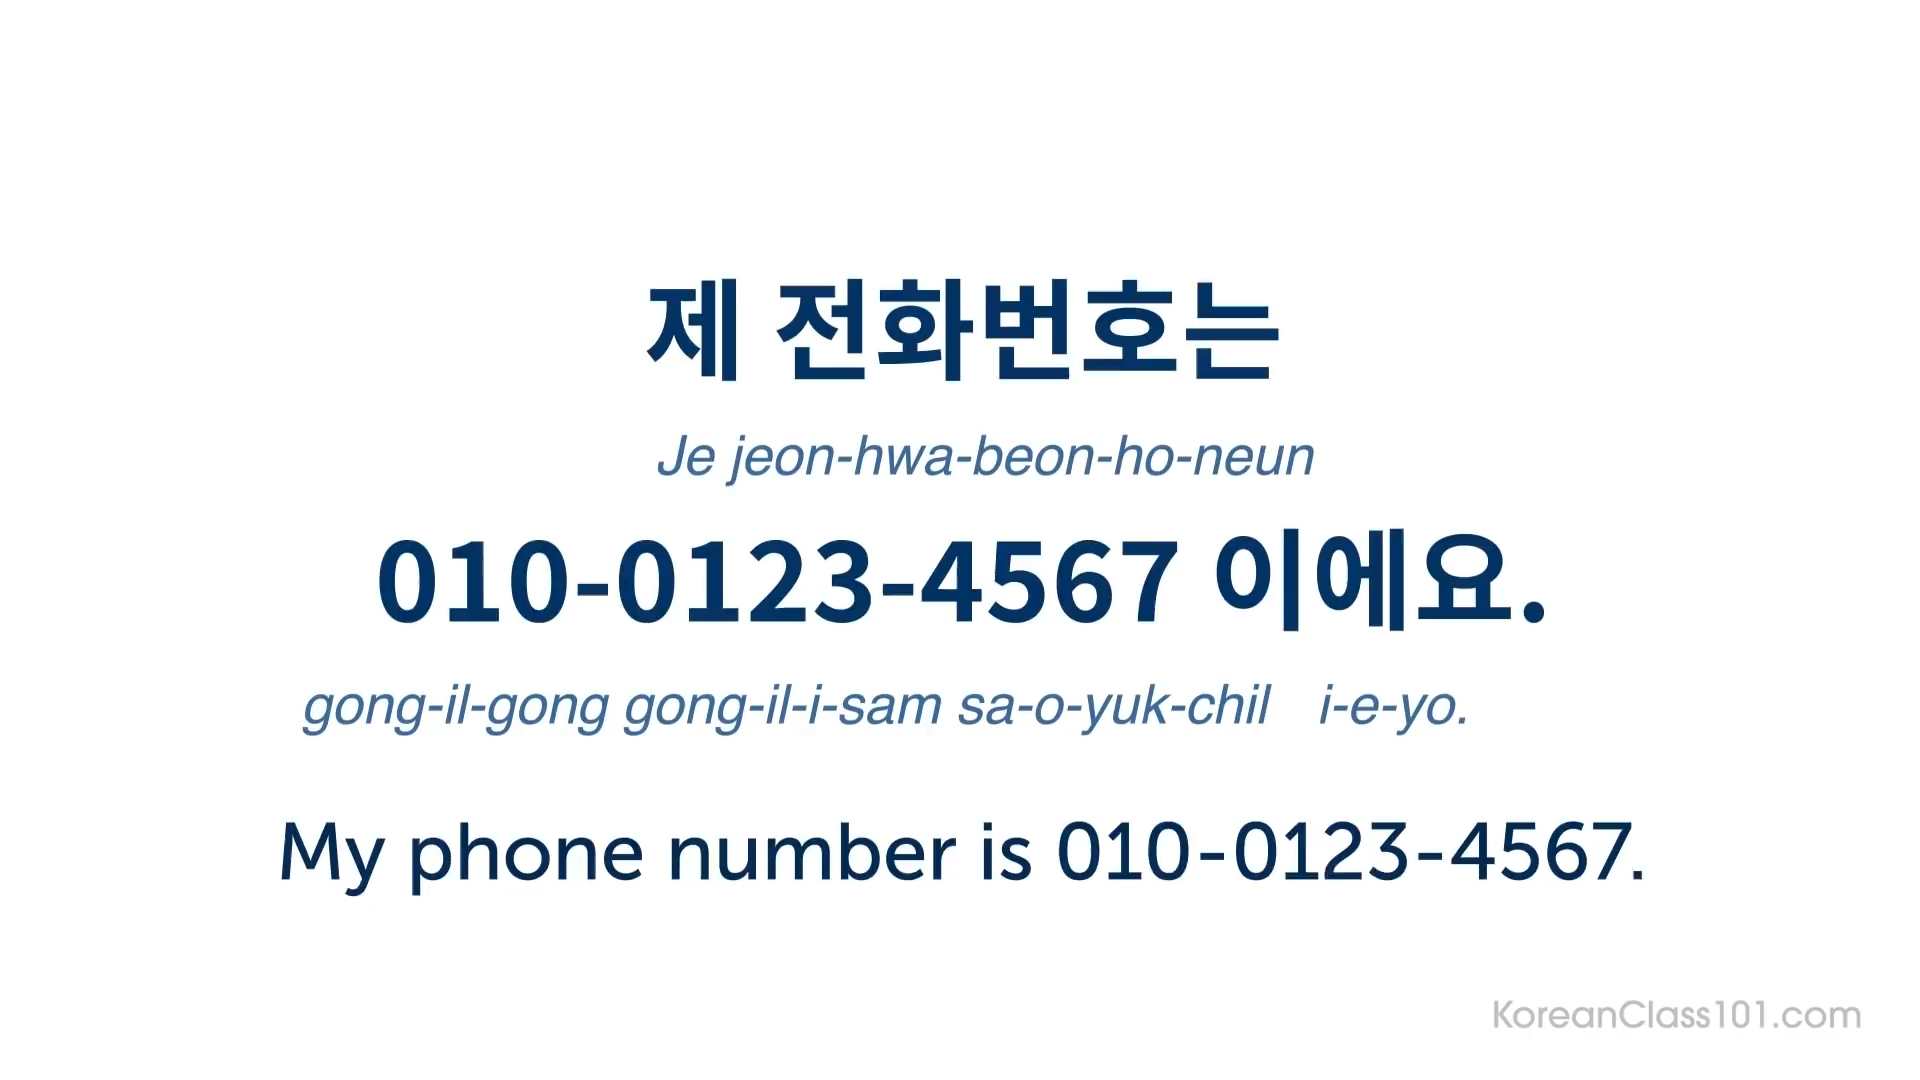 제 전화번호는
Je jeon-hwa-beon-ho-neun
010-0123-4567 이에요.
gong-il-gong gong-il-i-sam sa-o-yuk-chil i-e-yo.
My phone number is 010-0123-4567.
KoreanClass101.com